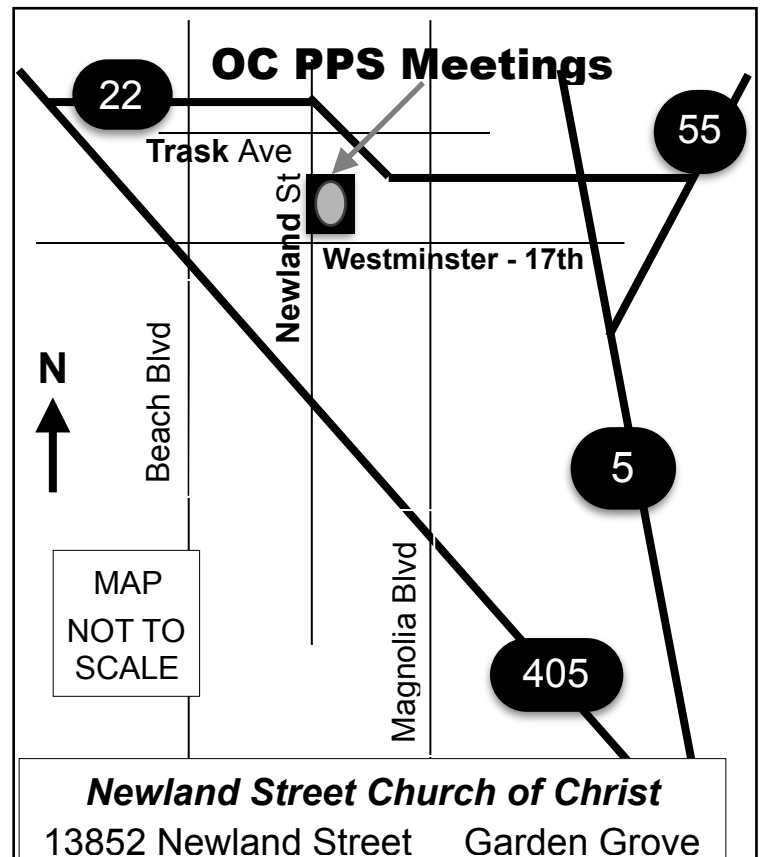 OC PPS Meetings
22
55
Trask Ave
Newland St
Westminster - 17th
N
Beach Blvd
5
MAP
NOT TO
SCALE
Magnolia Blvd
405
Newland Street Church of Christ
13852 Newland Street Garden Grove